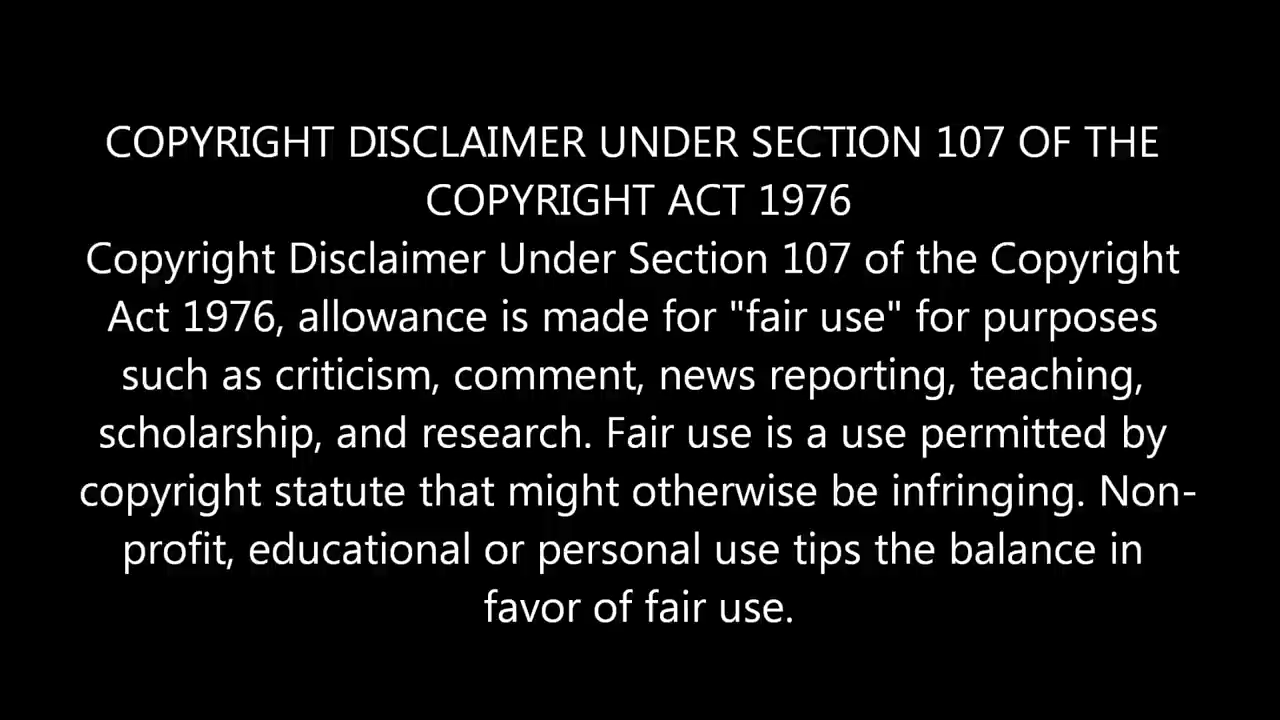 COPYRIGHT DISCLAIMER UNDER SECTION 107 OF THE
COPYRIGHT ACT 1976
Copyright Disclaimer Under Section 107 of the Copyright
Act 1976, allowance is made for "fair use" for purposes
such as criticism, comment, news reporting, teaching,
scholarship, and research. Fair use is a use permitted by
copyright statute that might otherwise be infringing. Non-
profit, educational or personal use tips the balance in
favor of fair use.